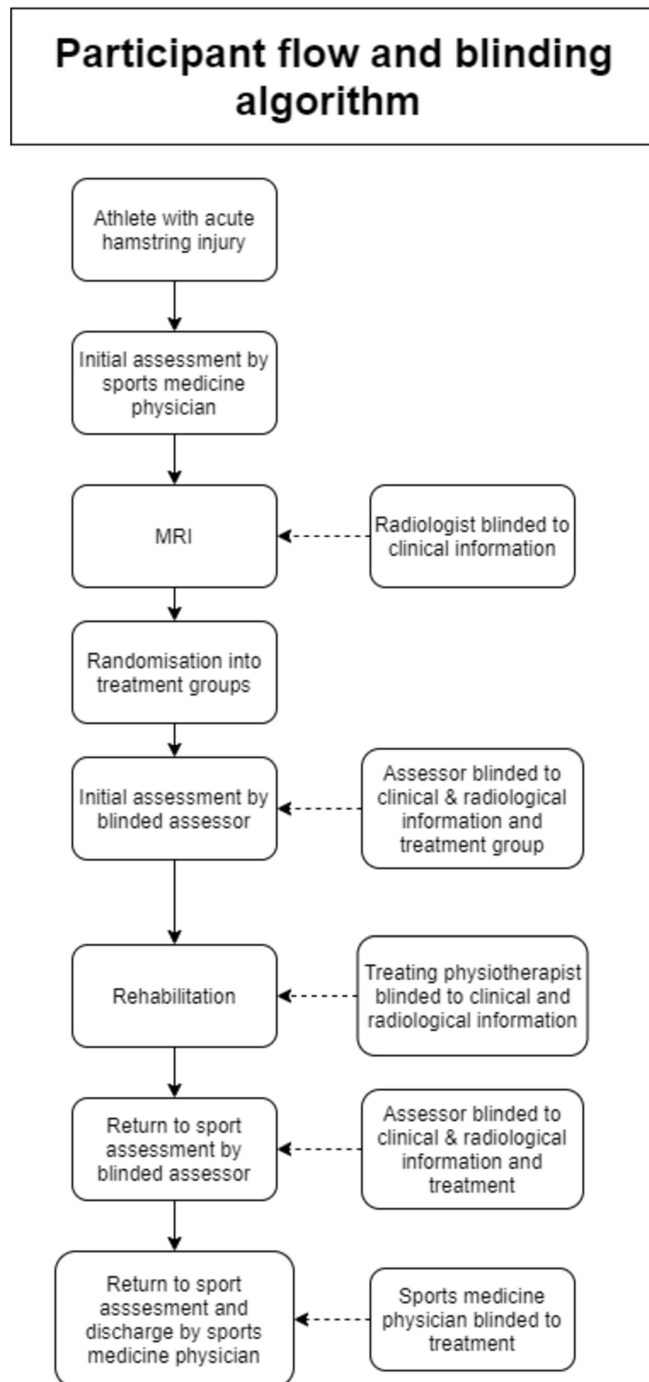 Participant flow and blinding
algorithm
Athlete with acute
hamstring injury
Initial assessment by
sports medicine
physician
MRI
Radiologist blinded to
clinical information
Randomisation into
treatment groups
Initial assessment by
blinded assessor
Assessor blinded to
clinical & radiological
information and
treatment group
Rehabilitation
Treating physiotherapist
blinded to clinical and
radiological information
Return to sport
assessment by
blinded assessor
Assessor blinded to
clinical & radiological
information and
treatment
Return to sport
asssesment and
discharge by sports
medicine physician
Sports medicine
physician blinded to
treatment